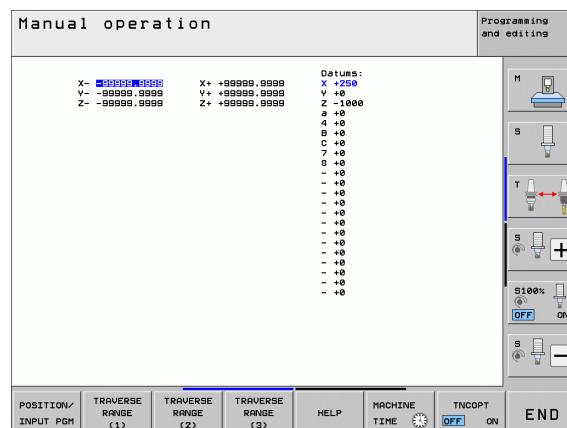 Manual operation
Programming
and editing
Datums:
X- -99999.9999 X+ +99999.9999 X +250
Y- -99999.9999 Y+ +99999.9999 Y +0
Z- -99999.9999 Z+ +99999.9999 Z -1000
a +0
4 +0
B +0
C +0
7 +0
8 +0
- +0
- +0
- +0
- +0
- +0
- +0
- +0
- +0
- +0
- +0
- +0
- +0
- +0
M
S
T
S
+
S100%
OFF ON
S
-
POSITION/
INPUT PGM
TRAVERSE
RANGE
(1)
TRAVERSE
RANGE
(2)
TRAVERSE
RANGE
(3)
HELP
MACHINE
TIME
TNCOPT
OFF ON
END